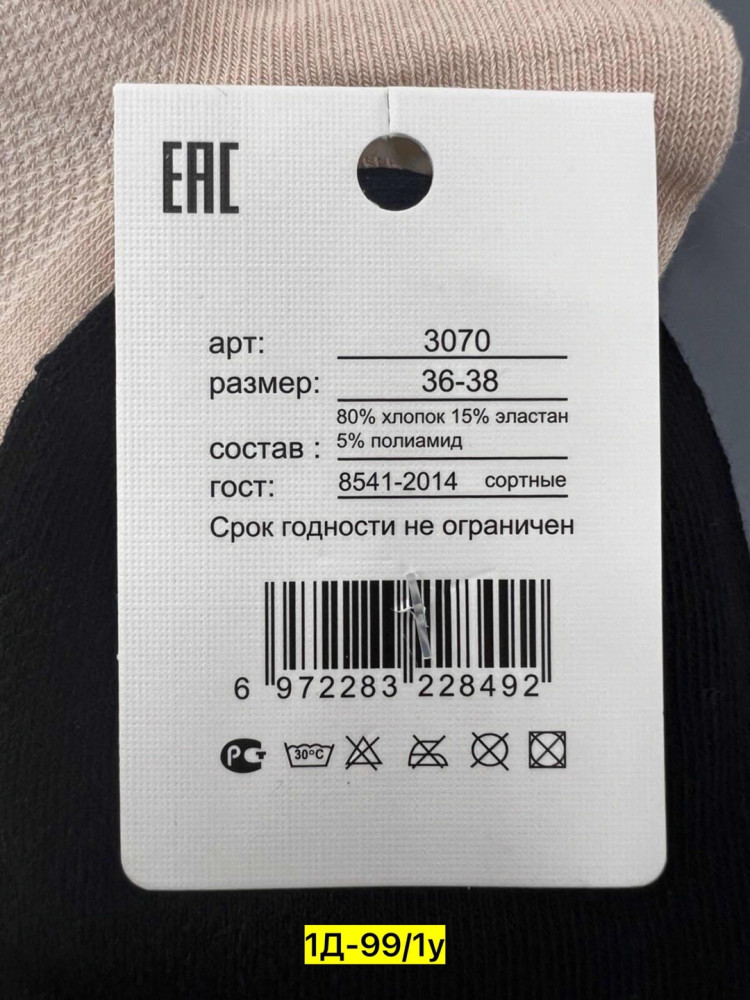 ЕАС
арт: 3070
размер: 36-38
состав : 80% хлопок 15% эластан
5% полиамид
гост: 8541-2014 сортные
Срок годности не ограничен
6 972283 228492
РСТ 30°C
1Д-99/1у